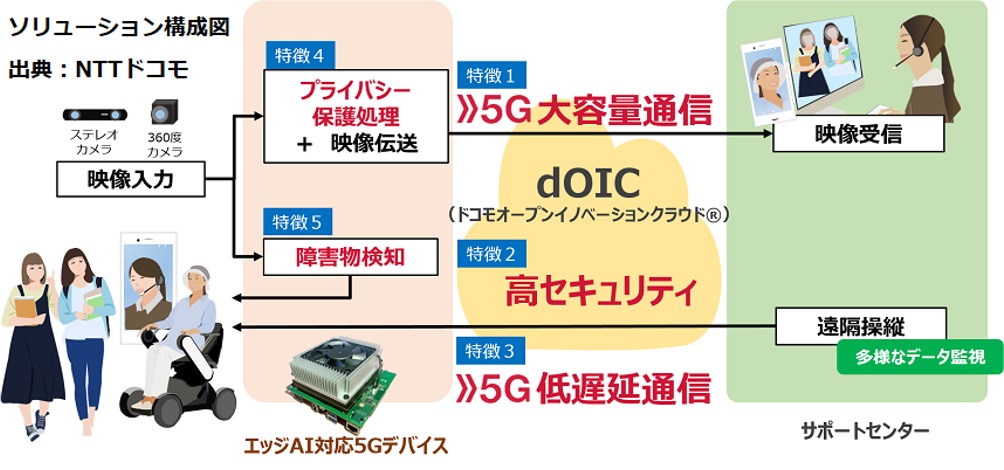 ソリューション構成図
出典：NTTドコモ
ステレオ
カメラ
360度
カメラ
映像入力
特徴4
プライバシー
保護処理
+ 映像伝送
特徴5
障害物検知
エッジAI対応5Gデバイス
特徴1
5G 大容量通信
dOIC
（ドコモオープンイノベーションクラウド®）
特徴2
高セキュリティ
特徴3
5G 低遅延通信
映像受信
遠隔操縦
多様なデータ監視
サポートセンター